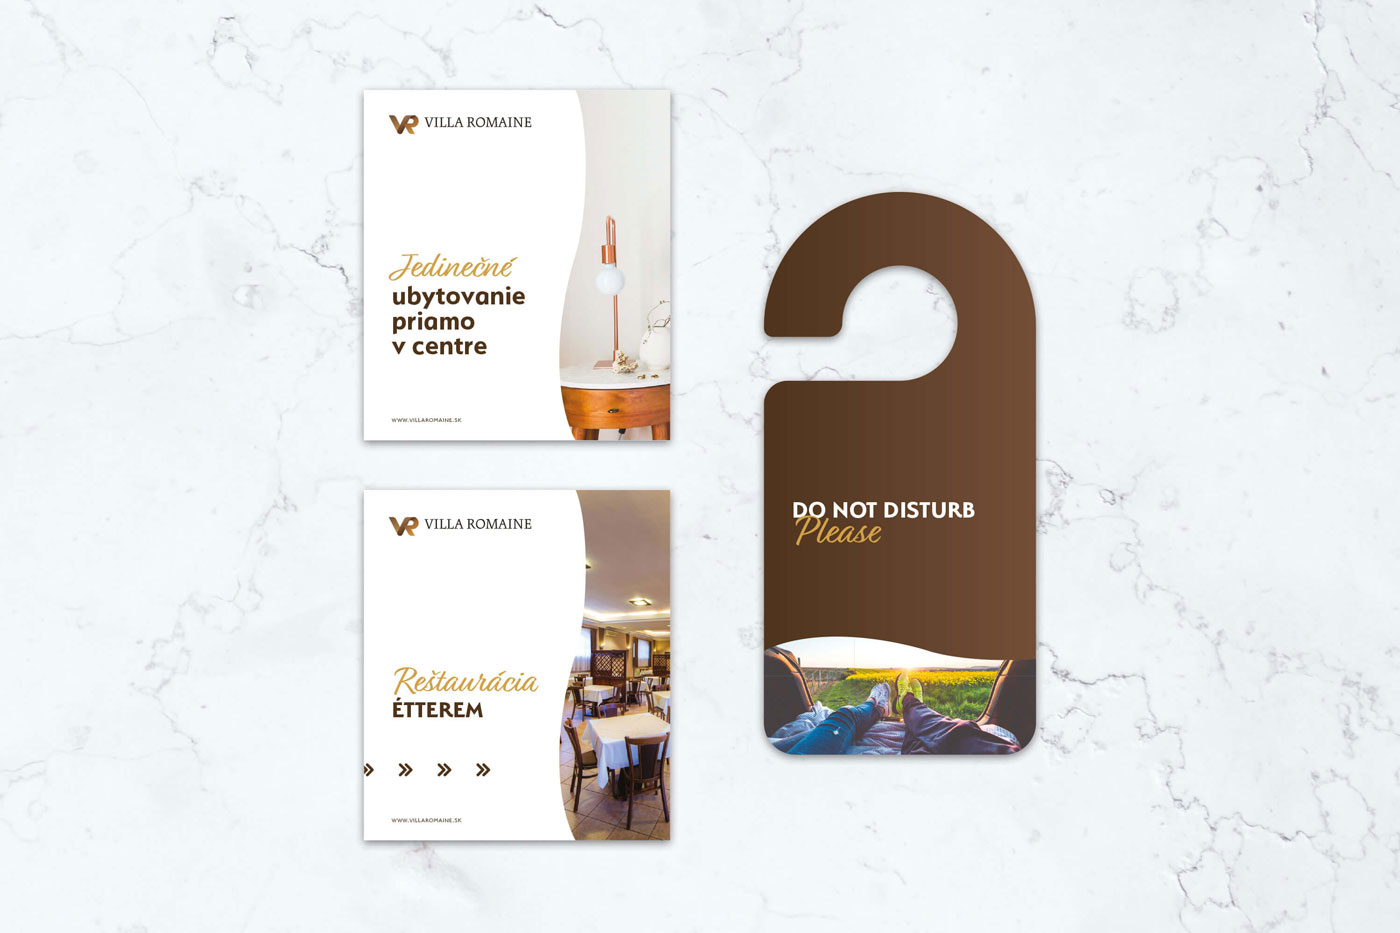 VR VILLA ROMAINE
Jedinečné
ubytovanie
priamo
v centre
WWW.VILLAROMAINE.SK
VR VILLA ROMAINE
Reštaurácia
ÉTTEREM
WWW.VILLAROMAINE.SK
DO NOT DISTURB
Please